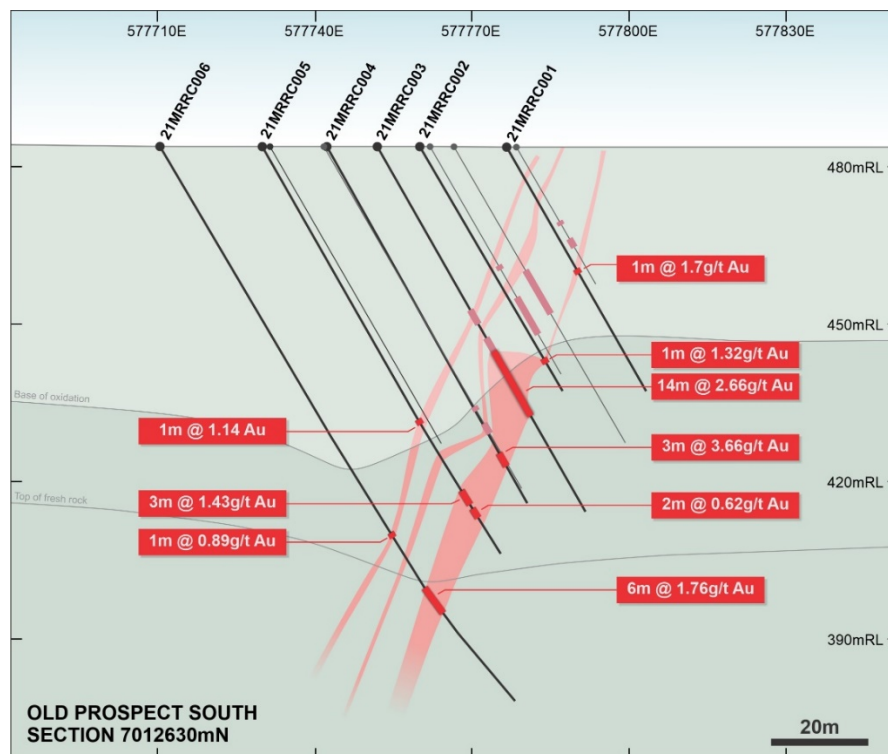 577710E
577740E
577770E
577800E
577830E
21MRRC006
21MRRC005
21MRRC004
21MRRC003
21MRRC002
21MRRC001
480mRL
1m @ 1.7g/t Au
450mRL
1m @ 1.32g/t Au
14m @ 2.66g/t Au
Base of oxidation
1m @ 1.14 Au
3m @ 3.66g/t Au
420mRL
Top of fresh rock
3m @ 1.43g/t Au
2m @ 0.62g/t Au
1m @ 0.89g/t Au
6m @ 1.76g/t Au
390mRL
OLD PROSPECT SOUTH
SECTION 7012630mN
20m